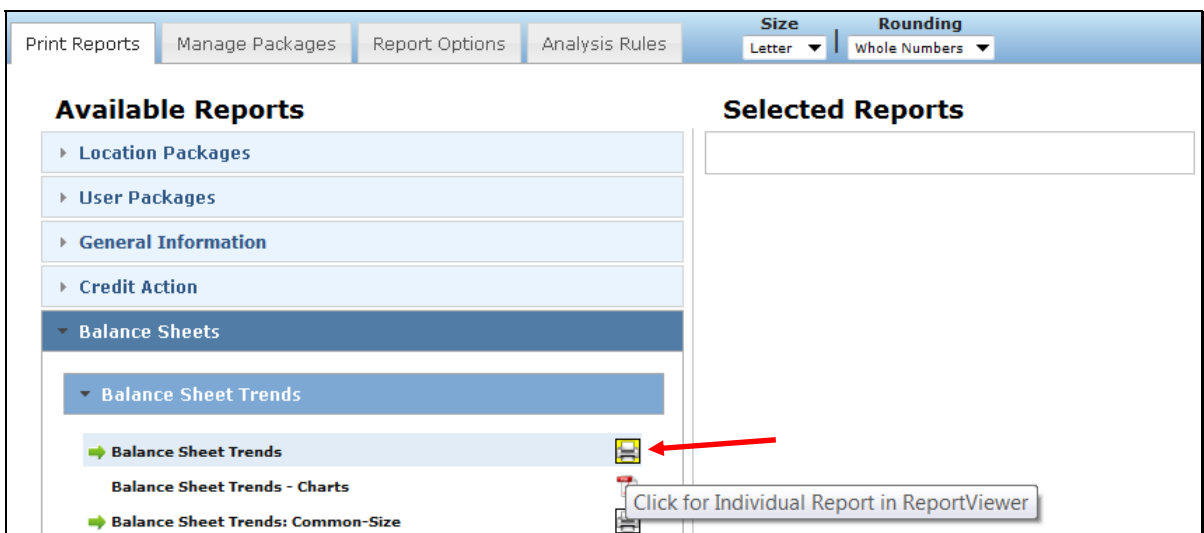 Print Reports Manage Packages Report Options Analysis Rules
Size Rounding
Letter Whole Numbers
Available Reports
Location Packages
User Packages
General Information
Credit Action
Balance Sheets
Balance Sheet Trends
Balance Sheet Trends
Balance Sheet Trends - Charts
Balance Sheet Trends: Common-Size
Click for Individual Report in ReportViewer
Selected Reports